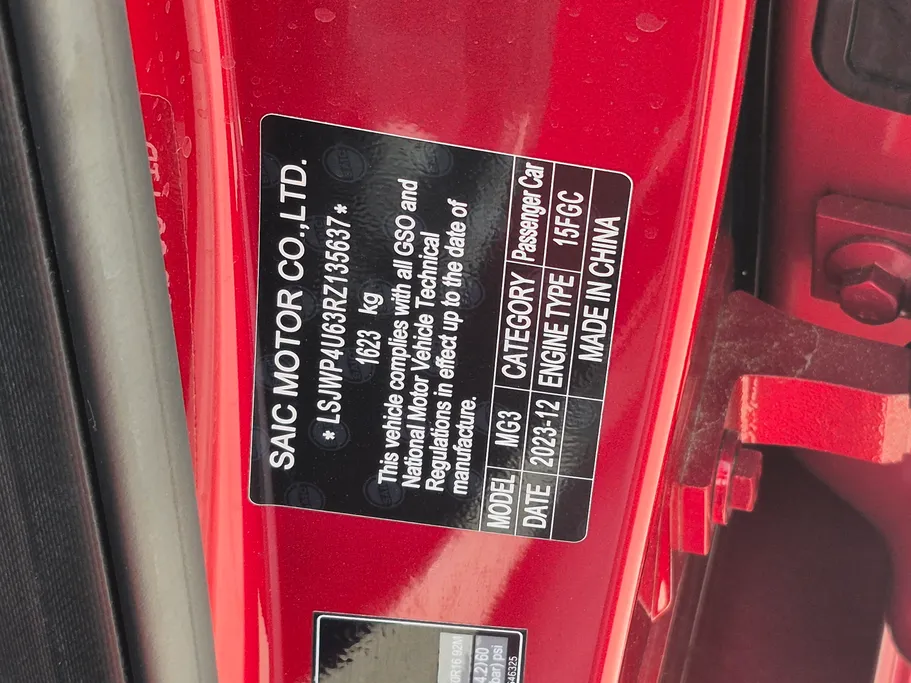 SAIC MOTOR CO.,LTD.
* LSJWP4U63RZ135637 *
1623 kg
This vehicle complies with all GSO and
National Motor Vehicle Technical
Regulations in effect up to the date of
manufacture.
MODEL MG3 CATEGORY Passenger Car
DATE 2023-12 ENGINE TYPE 15FGC
MADE IN CHINA